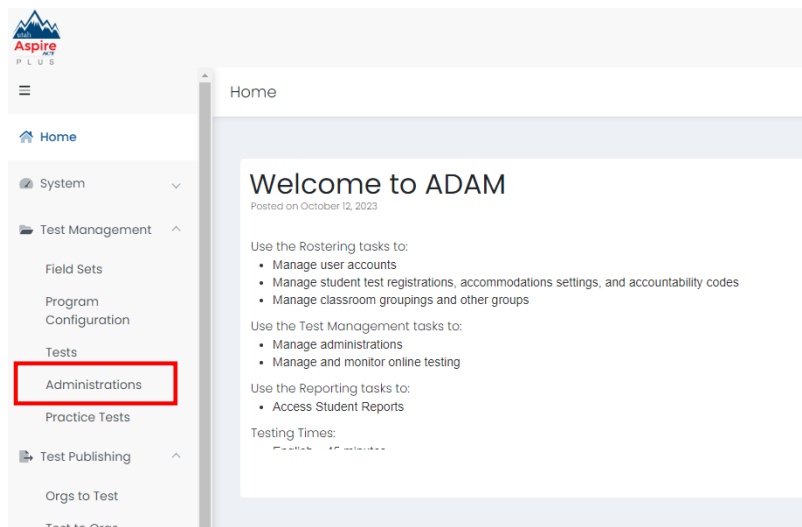 utah
Aspire
ACT
PLUS
Home
Home
System
Test Management
Field Sets
Program
Configuration
Tests
Administrations
Practice Tests
Test Publishing
Orgs to Test
Test to Orgs
Welcome to ADAM
Posted on October 12, 2023
Use the Rostering tasks to:
• Manage user accounts
• Manage student test registrations, accommodations settings, and accountability codes
• Manage classroom groupings and other groups
Use the Test Management tasks to:
• Manage administrations
• Manage and monitor online testing
Use the Reporting tasks to:
• Access Student Reports
Testing Times: